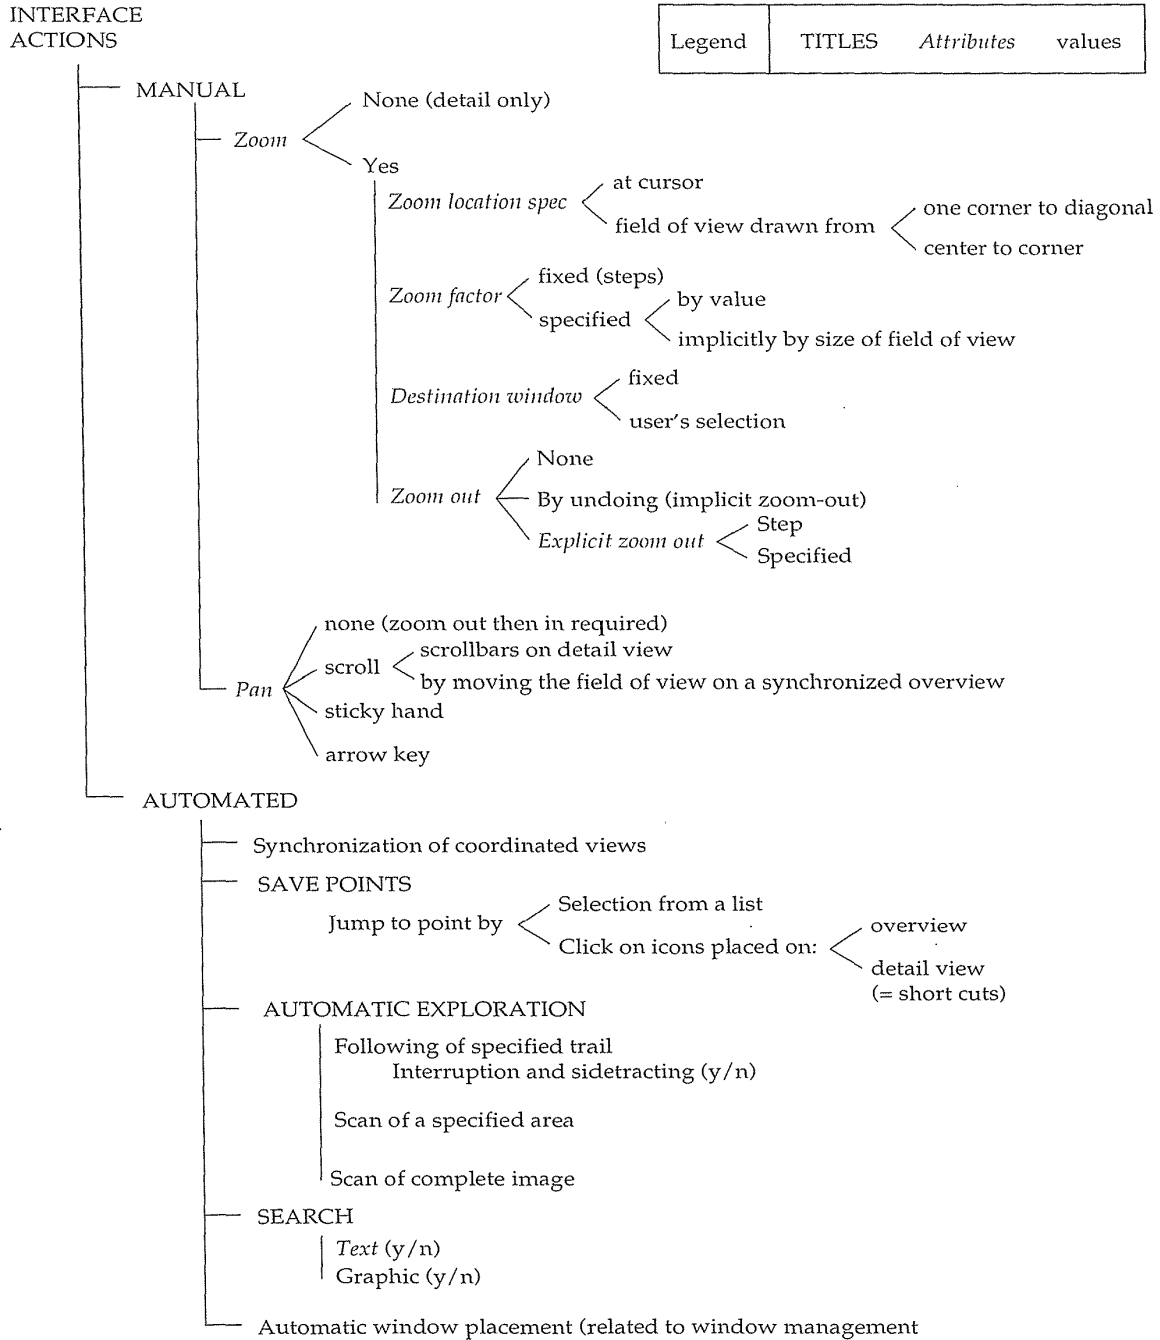 INTERFACE
ACTIONS
Legend TITLES Attributes values
MANUAL
None (detail only)
Zoom
Yes
Zoom location spec
at cursor
field of view drawn from
one corner to diagonal
center to corner
Zoom factor
fixed (steps)
specified
by value
implicitly by size of field of view
Destination window
fixed
user's selection
Zoom out
None
By undoing (implicit zoom-out)
Explicit zoom out
Step
Specified
Pan
none (zoom out then in required)
scroll
scrollbars on detail view
by moving the field of view on a synchronized overview
sticky hand
arrow key
AUTOMATED
Synchronization of coordinated views
SAVE POINTS
Jump to point by
Selection from a list
Click on icons placed on:
overview
detail view
(= short cuts)
AUTOMATIC EXPLORATION
Following of specified trail
Interruption and sidetracting (y/n)
Scan of a specified area
Scan of complete image
SEARCH
Text (y/n)
Graphic (y/n)
Automatic window placement (related to window management